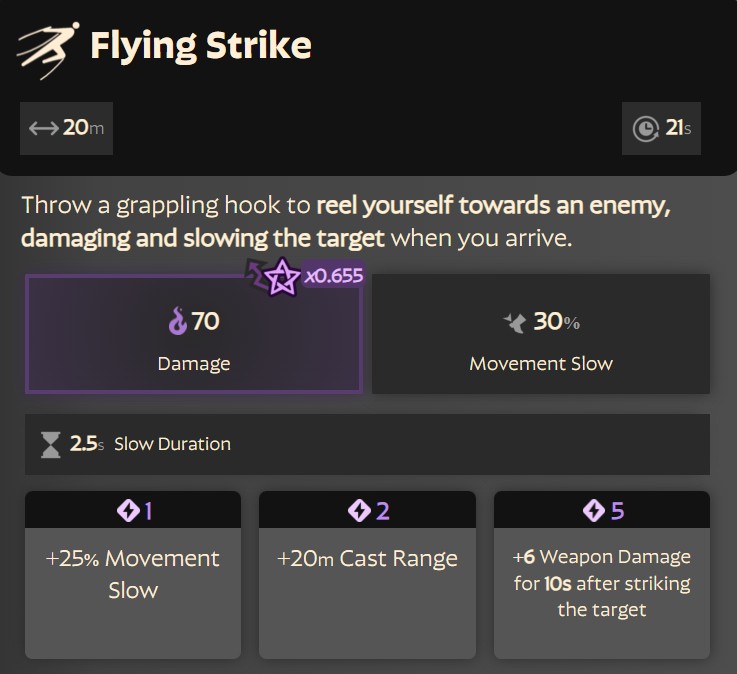 Flying Strike
20m
21s
Throw a grappling hook to reel yourself towards an enemy,
damaging and slowing the target when you arrive.
x0.655
70
Damage
30%
Movement Slow
2.5s Slow Duration
1
+25% Movement
Slow
2
+20m Cast Range
5
+6 Weapon Damage
for 10s after striking
the target